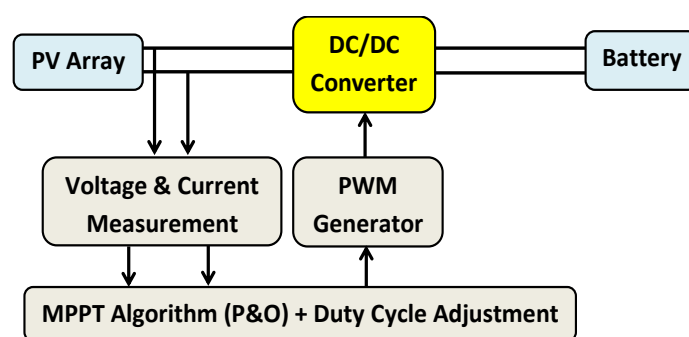 PV Array
DC/DC
Converter
Battery
Voltage & Current
Measurement
PWM
Generator
MPPT Algorithm (P&O) + Duty Cycle Adjustment